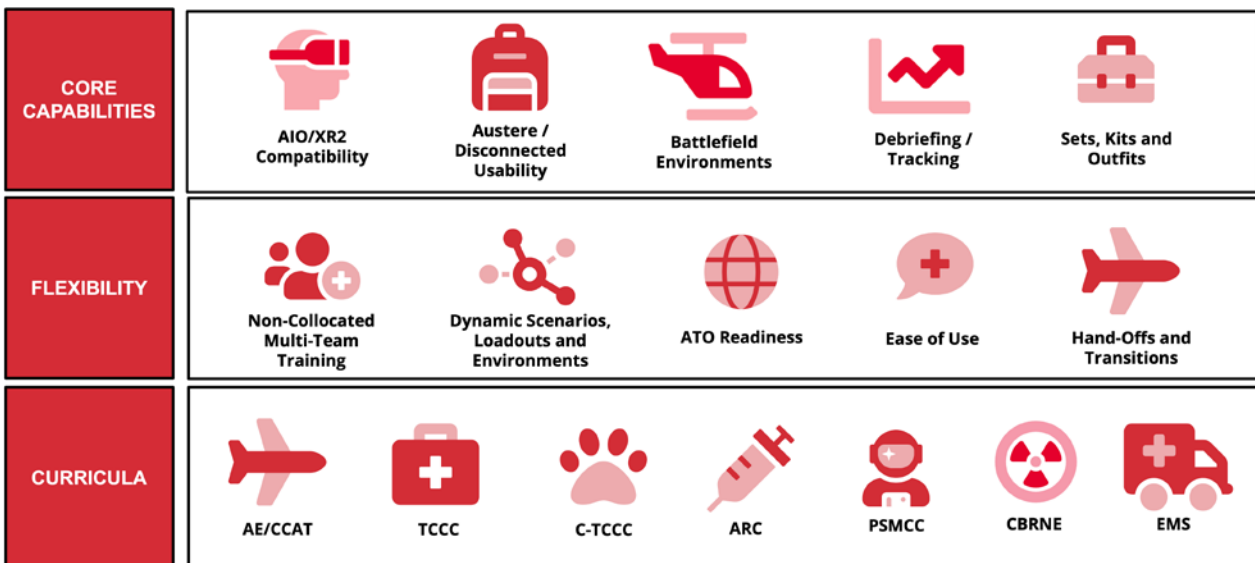 CORE
CAPABILITIES
AIO/XR2
Compatibility
Austere /
Disconnected
Usability
Battlefield
Environments
Debriefing /
Tracking
Sets, Kits and
Outfits
FLEXIBILITY
Non-Collocated
Multi-Team
Training
Dynamic Scenarios,
Loadouts and
Environments
ATO Readiness
Ease of Use
Hand-Offs and
Transitions
CURRICULA
AE/CCAT
TCCC
C-TCCC
ARC
PSMCC
CBRNE
EMS